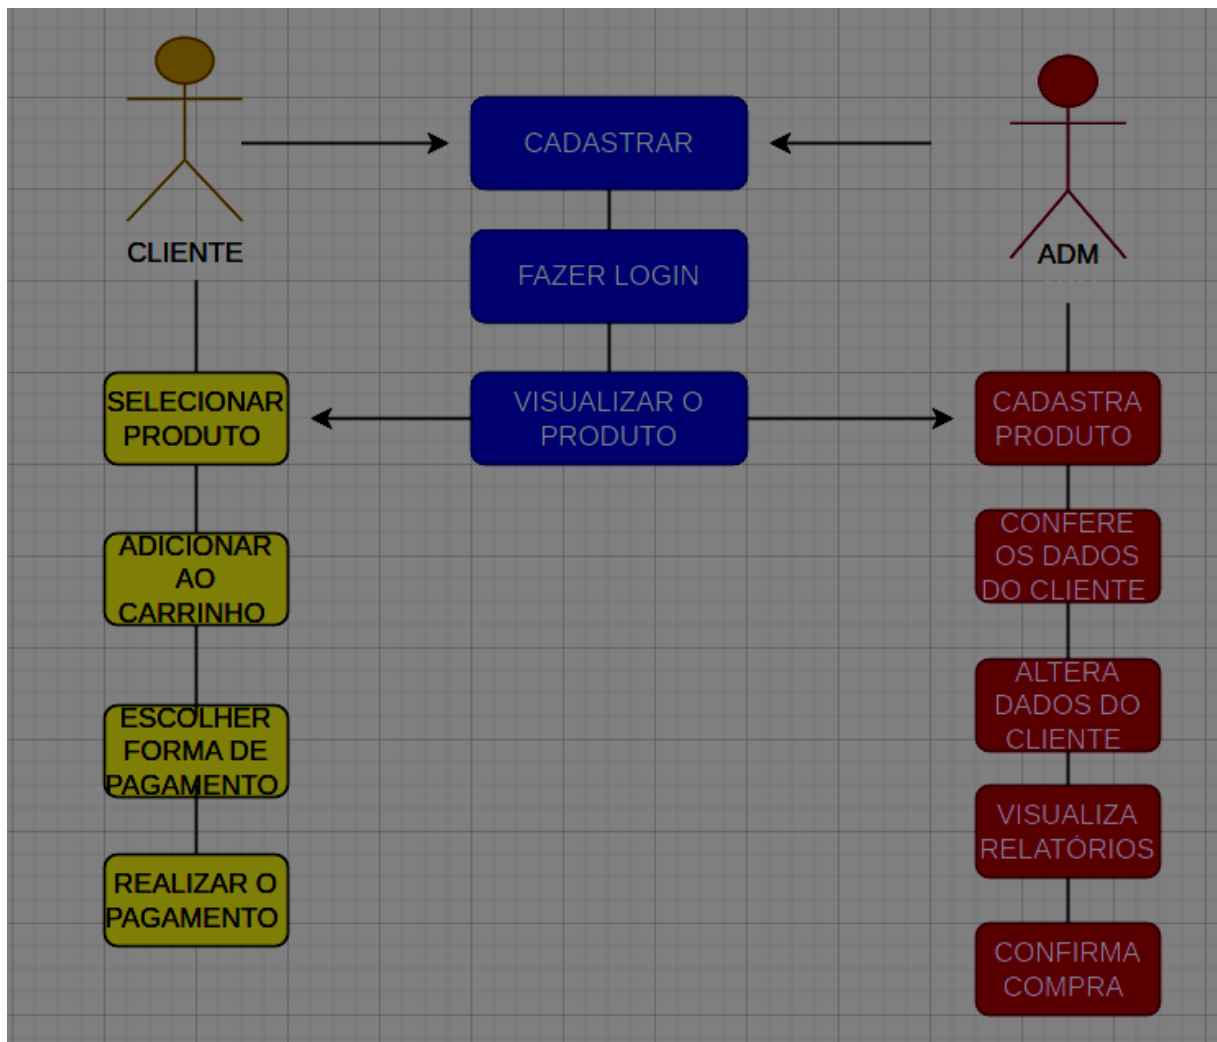 CADASTRAR
CLIENTE
ADM
FAZER LOGIN
SELECIONAR
PRODUTO
VISUALIZAR O
PRODUTO
CADASTRA
PRODUTO
ADICIONAR
AO
CARRINHO
CONFERE
OS DADOS
DO CLIENTE
ESCOLHER
FORMA DE
PAGAMENTO
ALTERA
DADOS DO
CLIENTE
VISUALIZA
RELATÓRIOS
REALIZAR O
PAGAMENTO
CONFIRMA
COMPRA